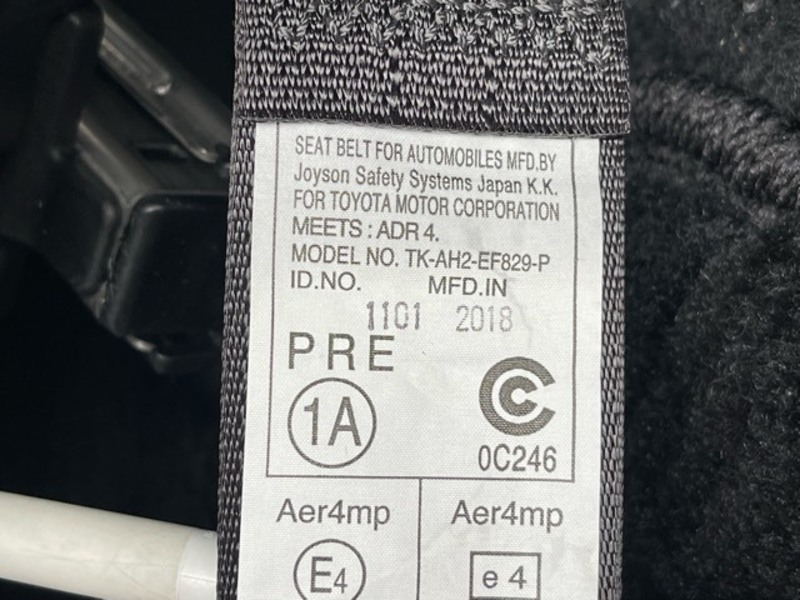 SEAT BELT FOR AUTOMOBILES MFD.BY
Joyson Safety Systems Japan K.K.
FOR TOYOTA MOTOR CORPORATION
MEETS : ADR 4.
MODEL NO. TK-AH2-EF829-P
ID.NO. MFD.IN
1101 2018
PRE
1A
C
0C246
Aer4mp Aer4mp
E4 e 4